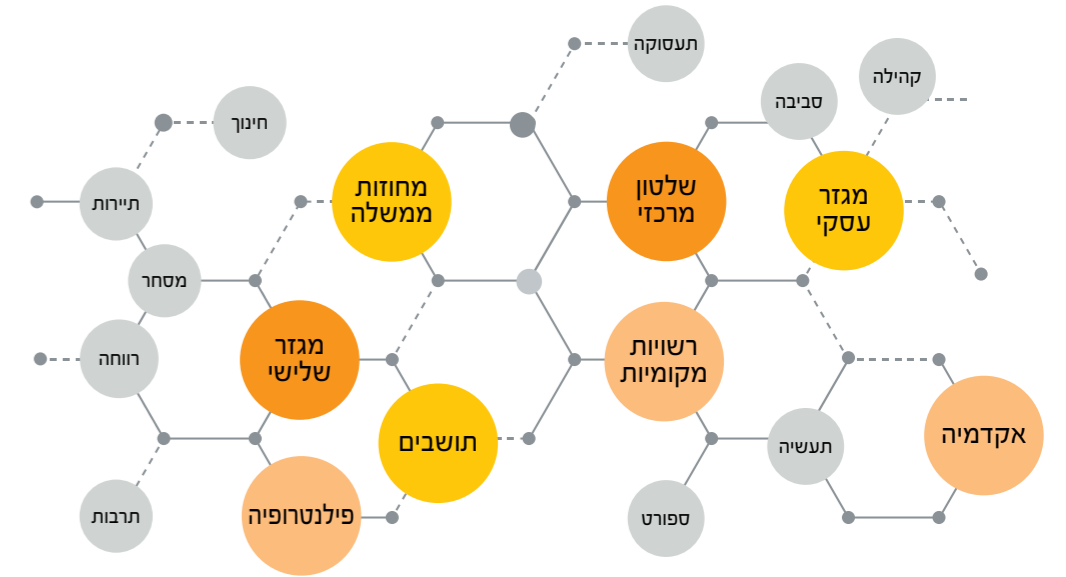 תעסוקה
קהילה
סביבה
חינוך
מגזר
עסקי
שלטון
מרכזי
מחוזות
ממשלה
תיירות
מסחר
רשויות
מקומיות
מגזר
שלישי
רווחה
אקדמיה
תעשיה
תושבים
ספורט
פילנטרופיה
תרבות